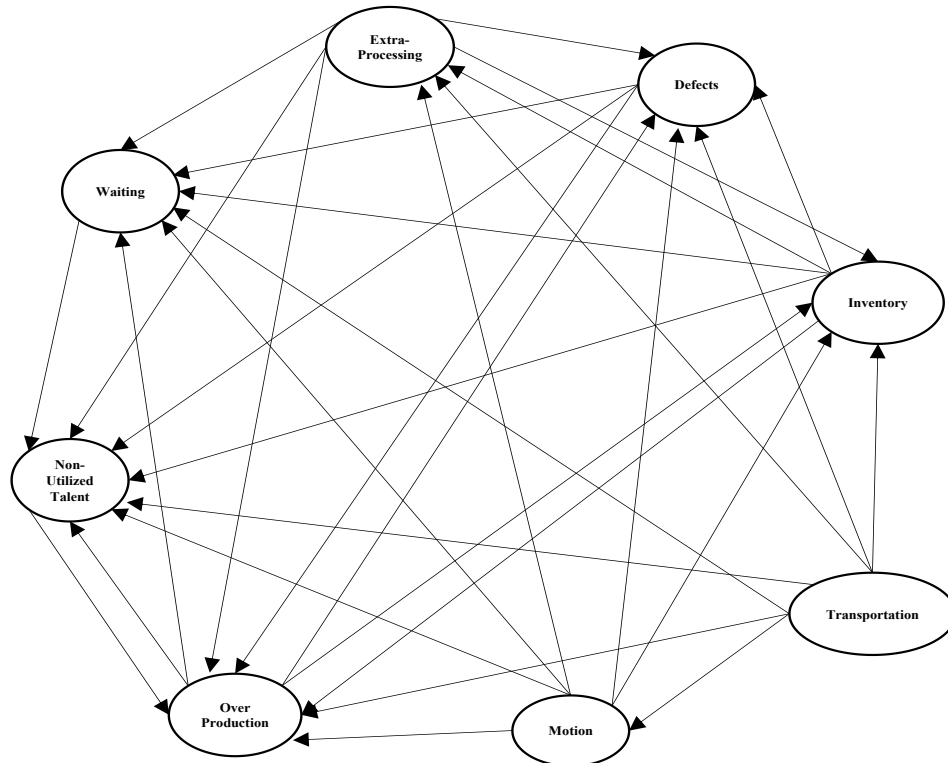 Extra-
Processing
Defects
Waiting
Inventory
Non-
Utilized
Talent
Transportation
Over
Production
Motion